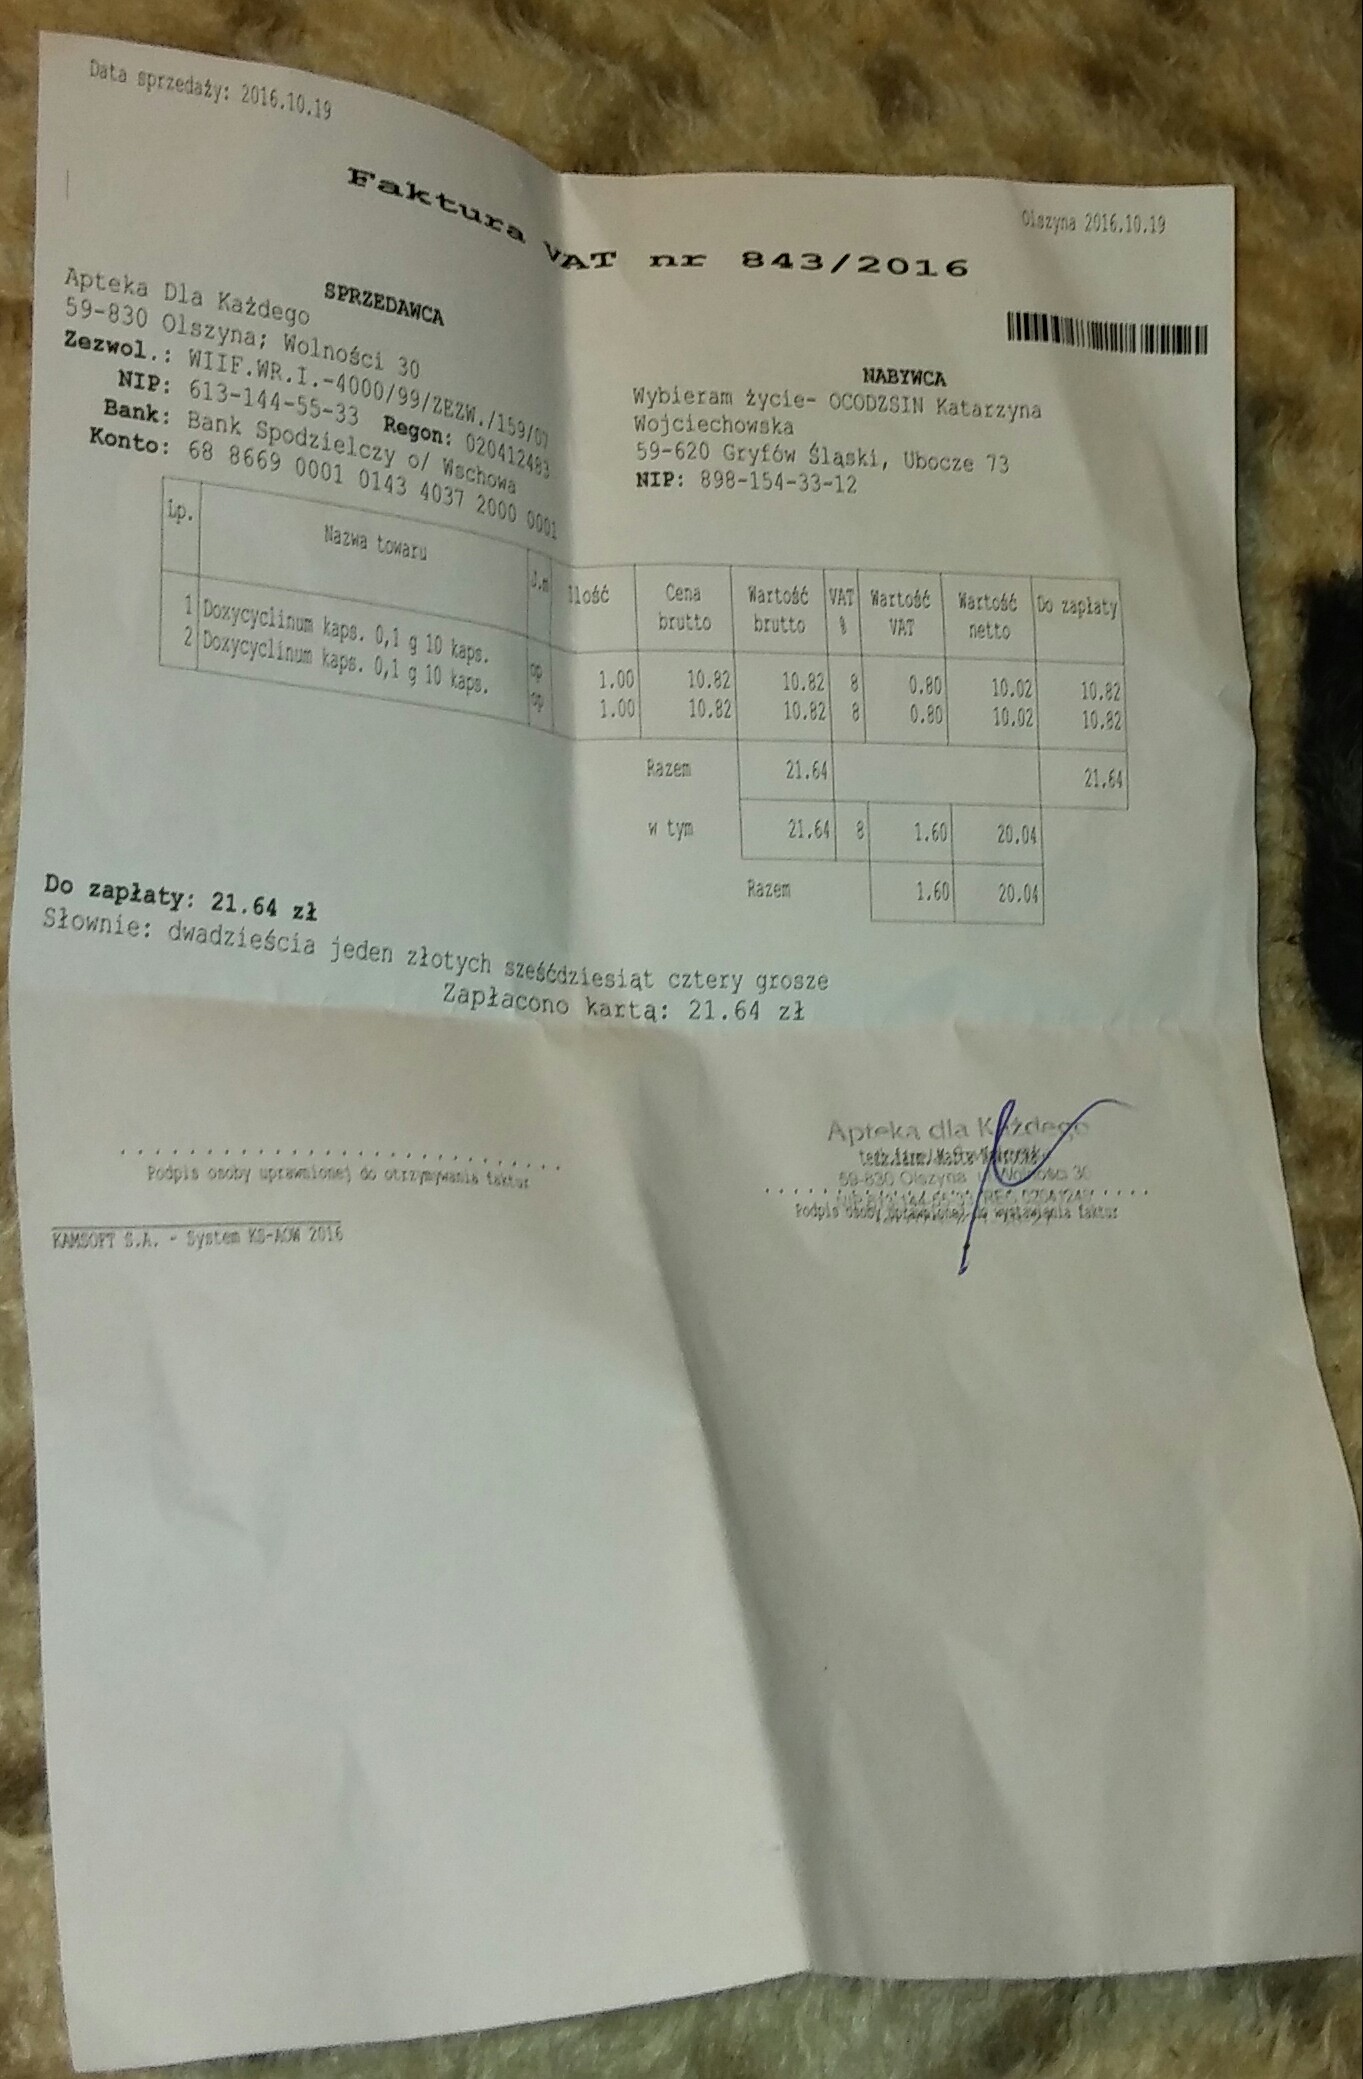 Data sprzedaży: 2016.10.19
Olszyna 2016.10.19
Faktura VAT nr 843/2016
SPRZEDAWCA
Apteka Dla Każdego
59-830 Olszyna; Wolności 30
Zezwol.: WIIF.WR.I.-4000/99/ZEZW./159/07
NIP: 613-144-55-33 Regon: 020412483
Bank: Bank Spodzielczy o/ Wschowa
Konto: 68 8669 0001 0143 4037 2000 0001
NABYWCA
Wybieram życie- OCODZSIN Katarzyna
Wojciechowska
59-620 Gryfów Śląski, Ubocze 73
NIP: 898-154-33-12
Lp. Nazwa towaru J.m Ilość Cena brutto Wartość brutto VAT % Wartość VAT Wartość netto Do zapłaty
1 Doxycyclinum kaps. 0,1 g 10 kaps. op 1.00 10.82 10.82 8 0.80 10.02 10.82
2 Doxycyclinum kaps. 0,1 g 10 kaps. op 1.00 10.82 10.82 8 0.80 10.02 10.82
Razem 21.64 21.64
w tym 21.64 8 1.60 20.04
Razem 1.60 20.04
Do zapłaty: 21.64 zł
Słownie: dwadzieścia jeden złotych sześćdziesiąt cztery grosze
Zapłacono kartą: 21.64 zł
Apteka dla Każdego
59-830 Olszyna Wolności 30
Podpis osoby uprawnionej do otrzymywania faktur
Podpis osoby uprawnionej do wystawiania faktur
KAMSOFT S.A. - System KS-AOW 2016